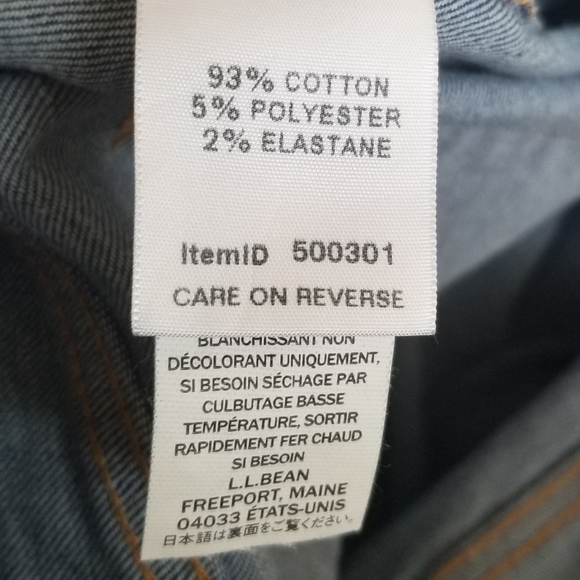 93% COTTON
5% POLYESTER
2% ELASTANE
ItemID 500301
CARE ON REVERSE
BLANCHISSANT NON
DÉCOLORANT UNIQUEMENT,
SI BESOIN SÉCHAGE PAR
CULBUTAGE BASSE
TEMPÉRATURE, SORTIR
RAPIDEMENT FER CHAUD
SI BESOIN
L.L.BEAN
FREEPORT, MAINE
04033 ÉTATS-UNIS
日本語は裏面をご覧ください。